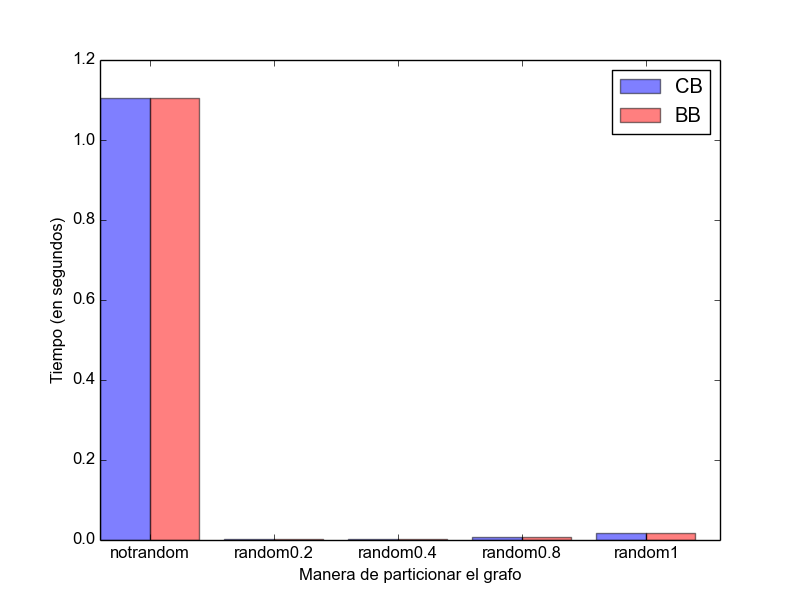 1.2
1.0
0.8
0.6
0.4
0.2
0.0
Tiempo (en segundos)
CB
BB
notrandom random0.2 random0.4 random0.8 random1
Manera de particionar el grafo